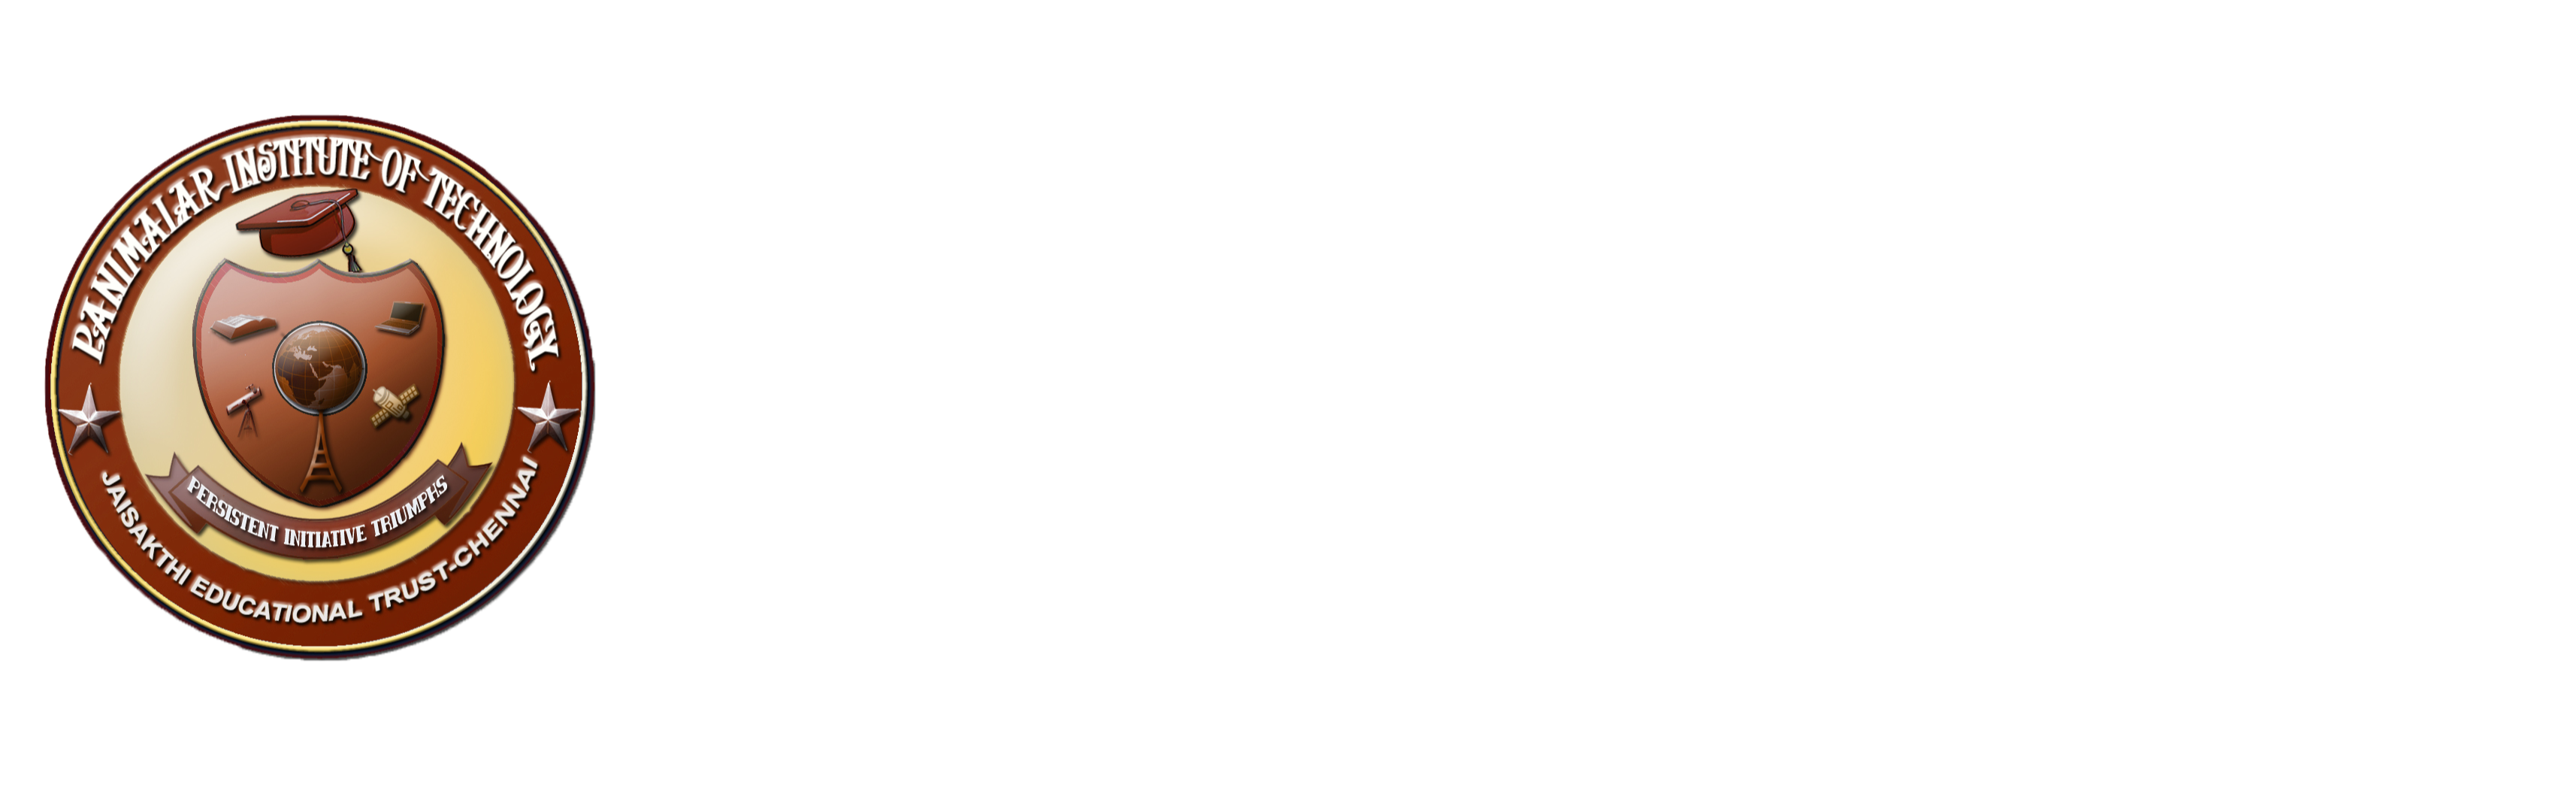 PANIMALAR INSTITUTE OF TECHNOLOGY
PERSISTENT INITIATIVE TRIUMPHS
JAISAKTHI EDUCATIONAL TRUST-CHENNAI